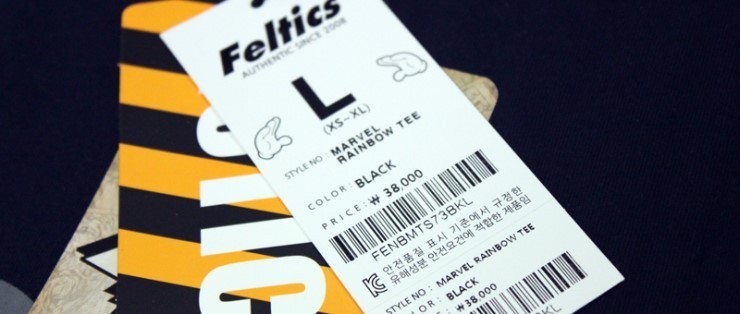 Feltics
AUTHENTIC SINCE 2008
L
(XS~XL)
STYLE NO : MARVEL
RAINBOW TEE
COLOR : BLACK
PRICE : ₩ 38,000
FENBMTS73BKL
안전품질 표시 기준에서 규정한
유해성분 안전요건에 적합한 제품임
STYLE NO : MARVEL RAINBOW TEE
COLOR : BLACK
₩ 38,000